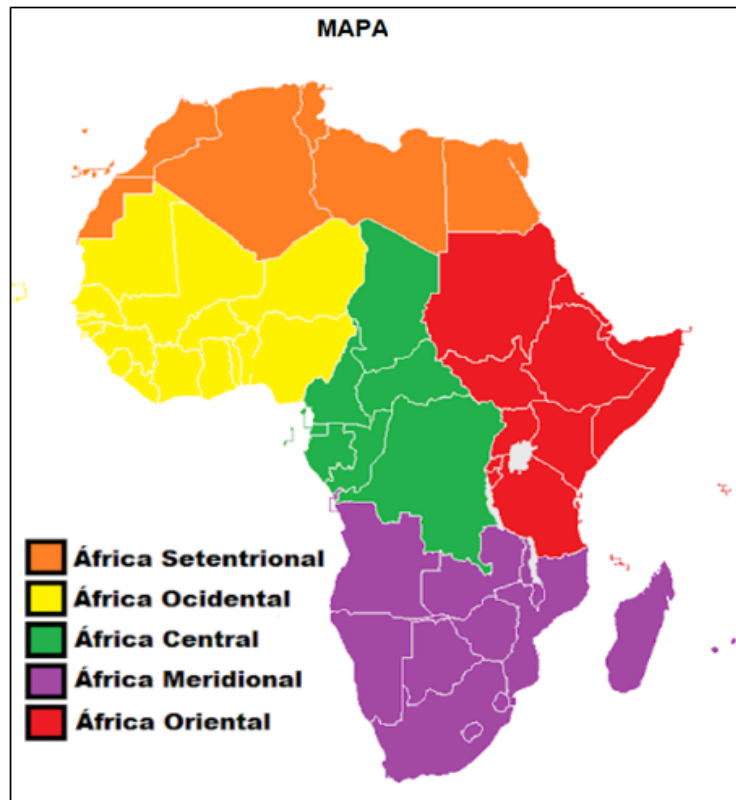 MAPA
África Setentrional
África Ocidental
África Central
África Meridional
África Oriental